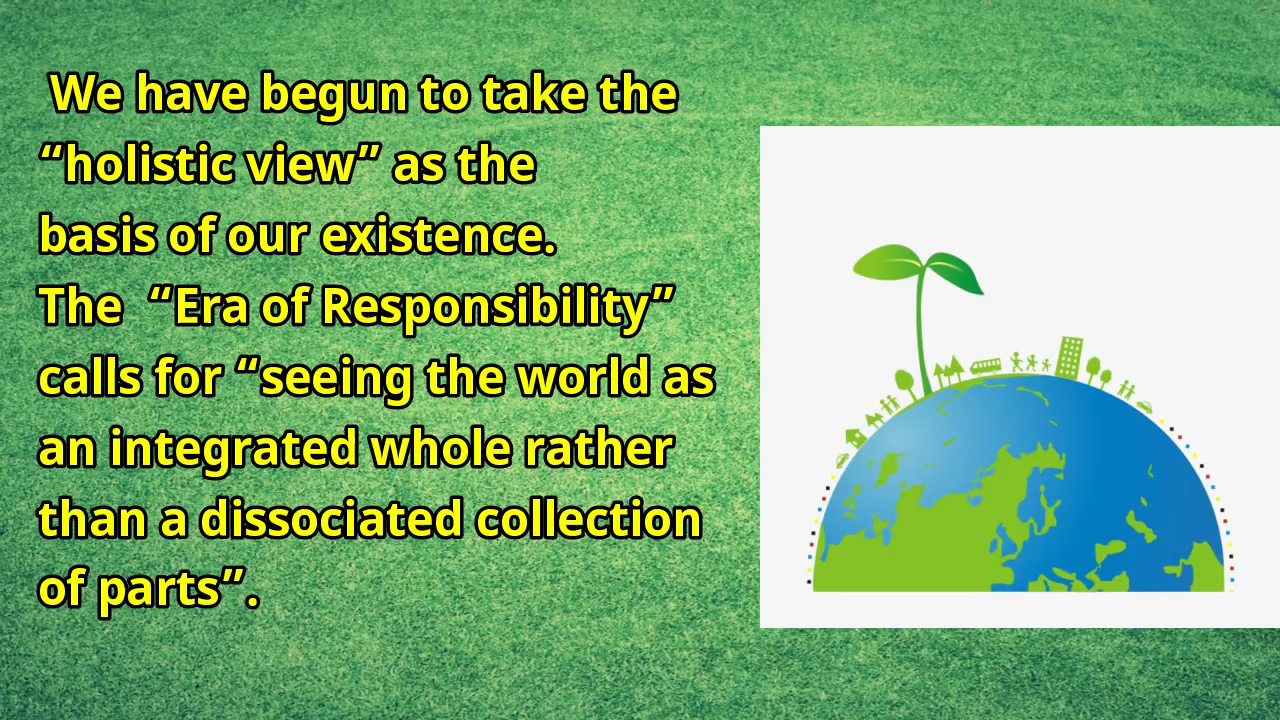 We have begun to take the
“holistic view” as the
basis of our existence.
The “Era of Responsibility”
calls for “seeing the world as
an integrated whole rather
than a dissociated collection
of parts”.